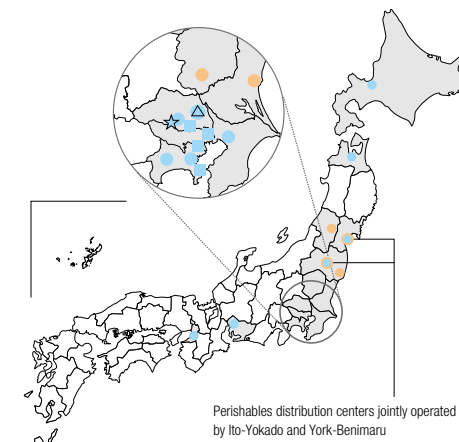 Perishables distribution centers jointly operated
by Ito-Yokado and York-Benimaru